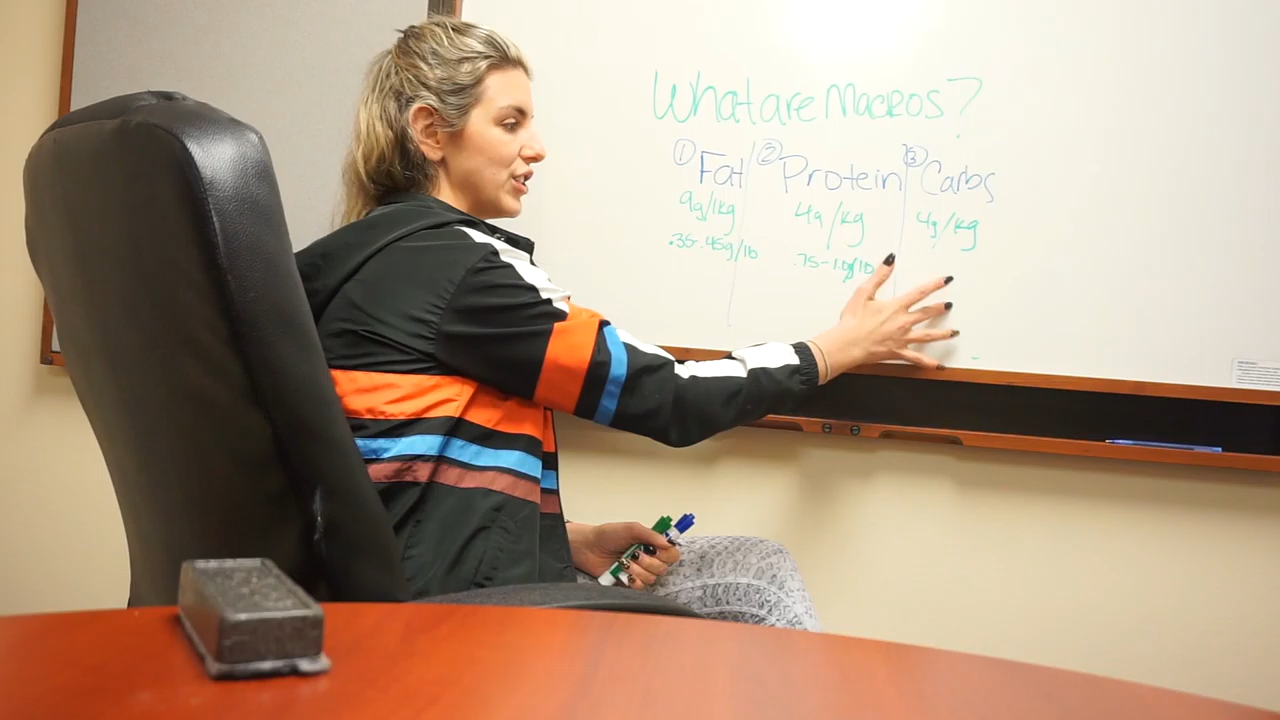 What are Macros?
① Fat ② Protein ③ Carbs
9g/1kg 4g/kg 4g/kg
.35-.45g/lb .75-1.0g/lb